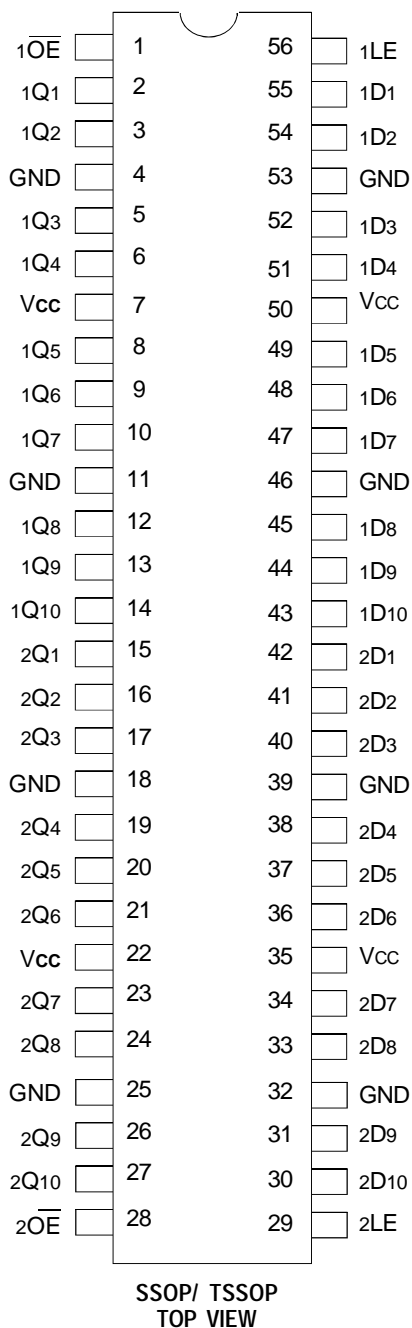 1OE 1 56 1LE
1Q1 2 55 1D1
1Q2 3 54 1D2
GND 4 53 GND
1Q3 5 52 1D3
1Q4 6 51 1D4
Vcc 7 50 Vcc
1Q5 8 49 1D5
1Q6 9 48 1D6
1Q7 10 47 1D7
GND 11 46 GND
1Q8 12 45 1D8
1Q9 13 44 1D9
1Q10 14 43 1D10
2Q1 15 42 2D1
2Q2 16 41 2D2
2Q3 17 40 2D3
GND 18 39 GND
2Q4 19 38 2D4
2Q5 20 37 2D5
2Q6 21 36 2D6
Vcc 22 35 Vcc
2Q7 23 34 2D7
2Q8 24 33 2D8
GND 25 32 GND
2Q9 26 31 2D9
2Q10 27 30 2D10
2OE 28 29 2LE
SSOP/ TSSOP
TOP VIEW